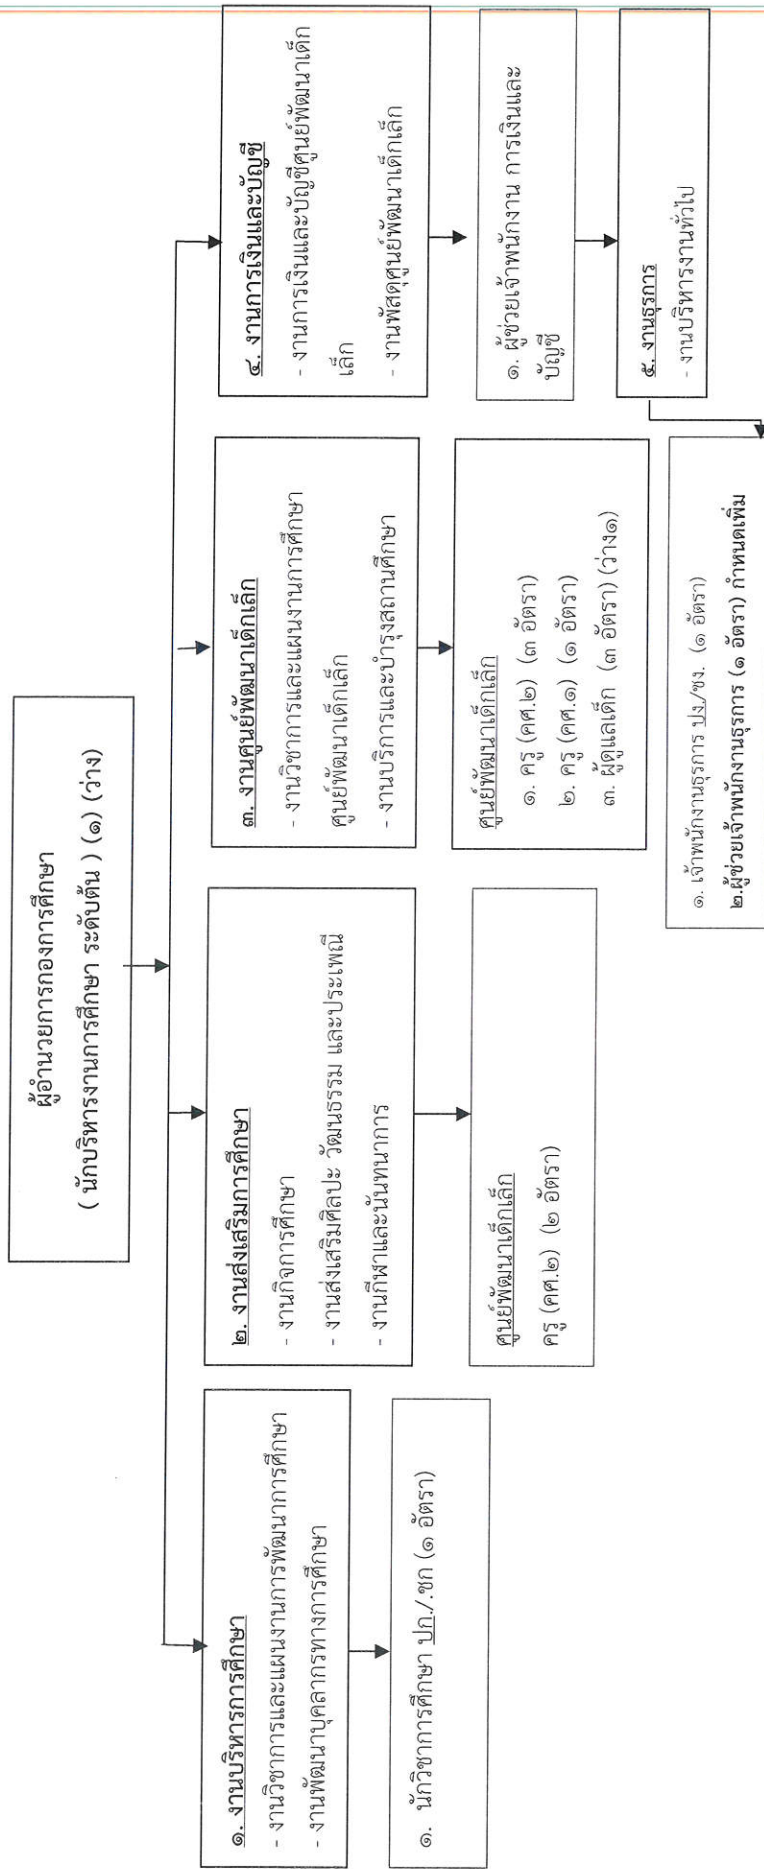 ผู้อำนวยการกองการศึกษา
( นักบริหารงานการศึกษา ระดับต้น ) (๑) (ว่าง)
๑. งานบริหารการศึกษา
- งานวิชาการและแผนงานการพัฒนาการศึกษา
- งานพัฒนาบุคลากรทางการศึกษา
๑. นักวิชาการศึกษา ปก./.ชก (๑ อัตรา)
๒. งานส่งเสริมการศึกษา
- งานกิจการศึกษา
- งานส่งเสริมศิลปะ วัฒนธรรม และประเพณี
- งานกีฬาและนันทนาการ
ศูนย์พัฒนาเด็กเล็ก
ครู (คศ.๒) (๒ อัตรา)
๓. งานศูนย์พัฒนาเด็กเล็ก
- งานวิชาการและแผนงานการศึกษา
ศูนย์พัฒนาเด็กเล็ก
- งานบริการและบำรุงสถานศึกษา
ศูนย์พัฒนาเด็กเล็ก
๑. ครู (คศ.๒) (๓ อัตรา)
๒. ครู (คศ.๑) (๑ อัตรา)
๓. ผู้ดูแลเด็ก (๓ อัตรา) (ว่าง๑)
๔. งานการเงินและบัญชี
- งานการเงินและบัญชีศูนย์พัฒนาเด็ก
เล็ก
- งานพัสดุศูนย์พัฒนาเด็กเล็ก
๑. ผู้ช่วยเจ้าพนักงาน การเงินและ
บัญชี
๕. งานธุรการ
- งานบริหารงานทั่วไป
๑. เจ้าพนักงานธุรการ ปง./ชง. (๑ อัตรา)
๒.ผู้ช่วยเจ้าพนักงานธุรการ (๑ อัตรา) กำหนดเพิ่ม